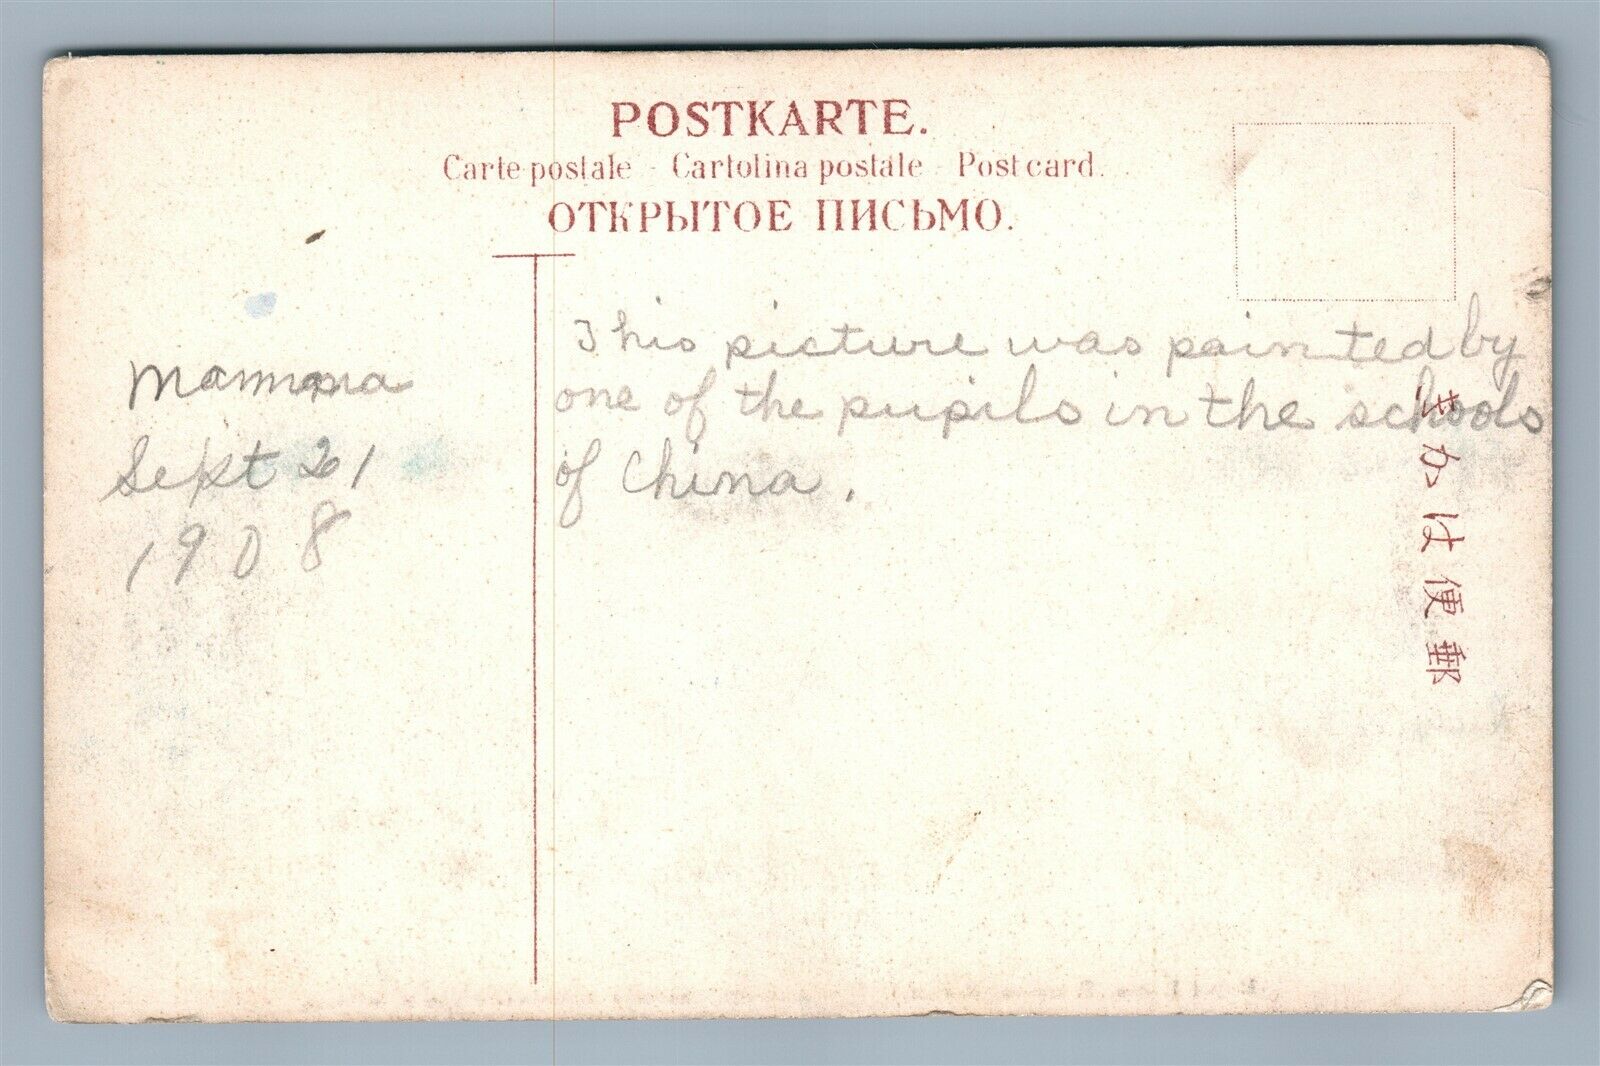 POSTKARTE.
Carte postale - Cartolina postale - Post card.
ОТКРЫТОЕ ПИСЬМО.
Mamma
Sept 21
1908
This picture was painted by
one of the pupils in the schools
of China.
きかは便郵